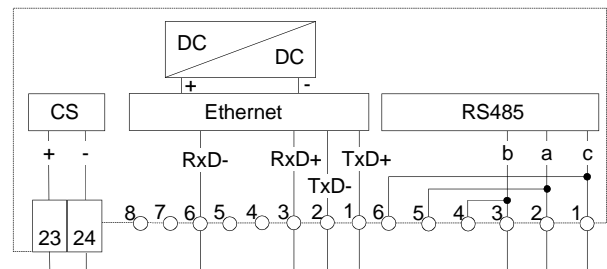 DC
DC
+ -
CS Ethernet RS485
+ - RxD- RxD+ TxD+ b a c
TxD-
8 7 6 5 4 3 2 1 6 5 4 3 2 1
23 24